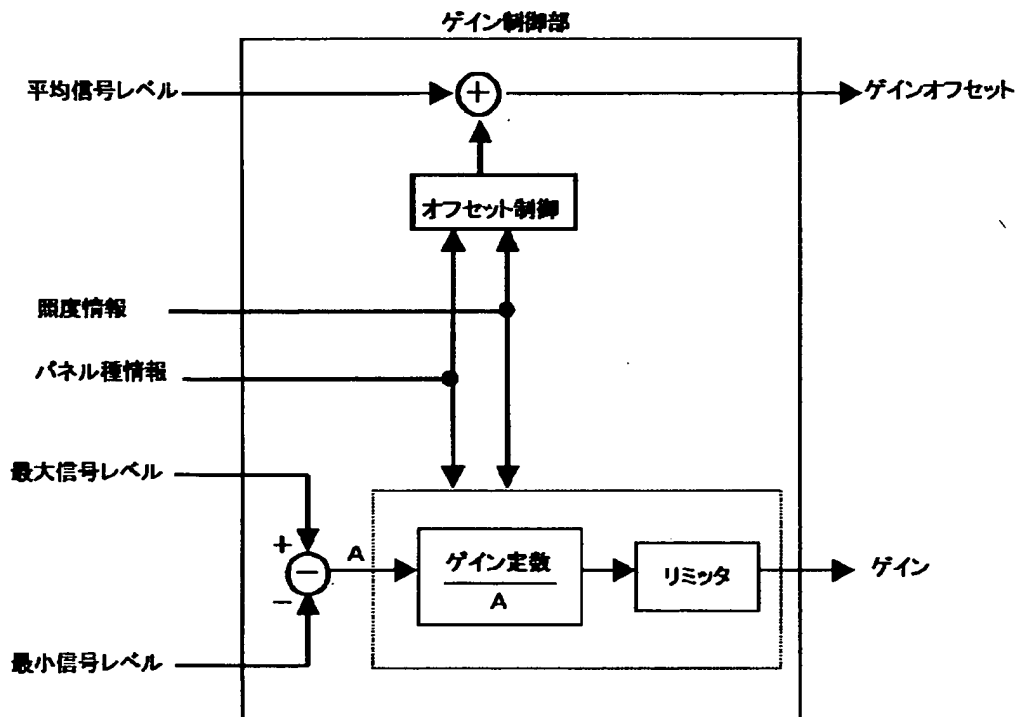 ゲイン制御部
平均信号レベル
+
ゲインオフセット
オフセット制御
照度情報
パネル種情報
最大信号レベル
+
−
−
A
ゲイン定数
A
リミッタ
ゲイン
最小信号レベル